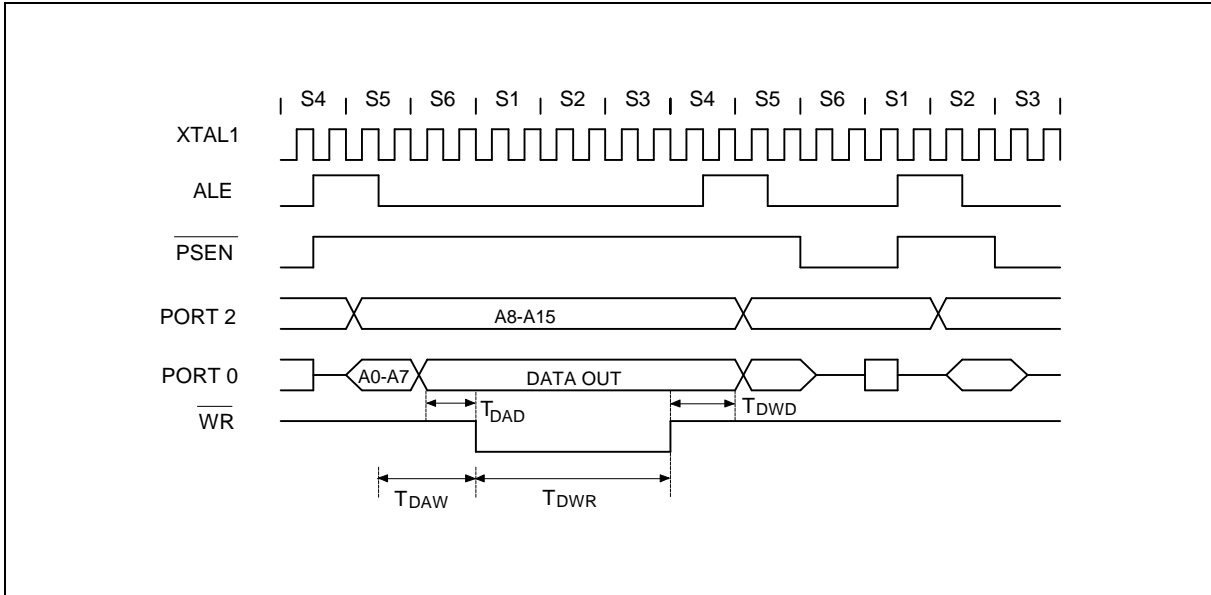 S4 S5 S6 S1 S2 S3 S4 S5 S6 S1 S2 S3
XTAL1
ALE
PSEN
PORT 2 A8-A15
PORT 0 A0-A7 DATA OUT
TDAD TDWD
WR
TDAW TDWR